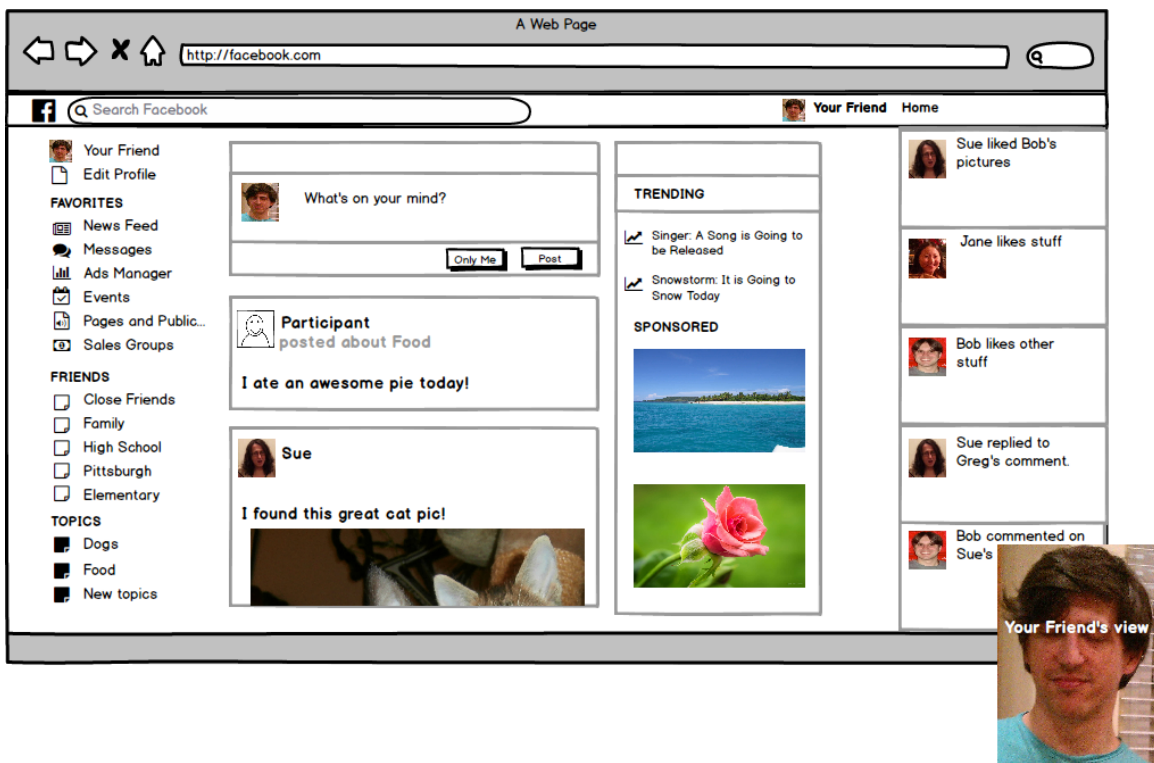 A Web Page
http://facebook.com
Search Facebook
Your Friend
Home
Your Friend
Edit Profile
FAVORITES
News Feed
Messages
Ads Manager
Events
Pages and Public...
Sales Groups
FRIENDS
Close Friends
Family
High School
Pittsburgh
Elementary
TOPICS
Dogs
Food
New topics
What's on your mind?
Only Me
Post
Participant
posted about Food
I ate an awesome pie today!
Sue
I found this great cat pic!
TRENDING
Singer: A Song is Going to
be Released
Snowstorm: It is Going to
Snow Today
SPONSORED
Sue liked Bob's
pictures
Jane likes stuff
Bob likes other
stuff
Sue replied to
Greg's comment.
Bob commented on
Sue's
Your Friend's view